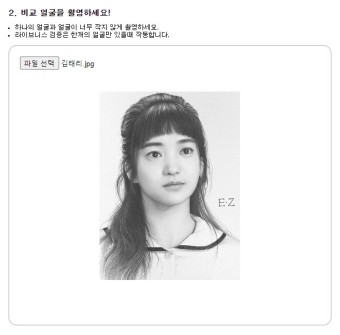 2. 비교 얼굴을 촬영하세요!
• 하나의 얼굴과 얼굴이 너무 작지 않게 촬영하세요.
• 라이브니스 검증은 한개의 얼굴만 있을때 작동합니다.
파일 선택 김태리.jpg
E·Z